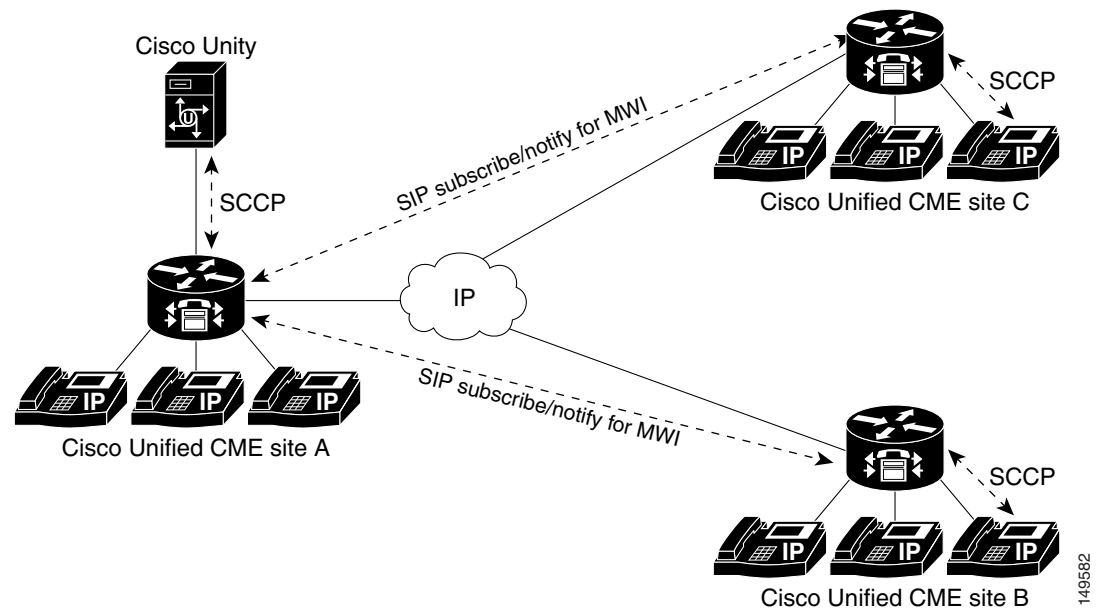 Cisco Unity
U
SCCP
SIP subscribe/notify for MWI
SCCP
IP
IP
IP
Cisco Unified CME site C
IP
IP
IP
IP
Cisco Unified CME site A
SIP subscribe/notify for MWI
SCCP
IP
IP
IP
Cisco Unified CME site B
149582